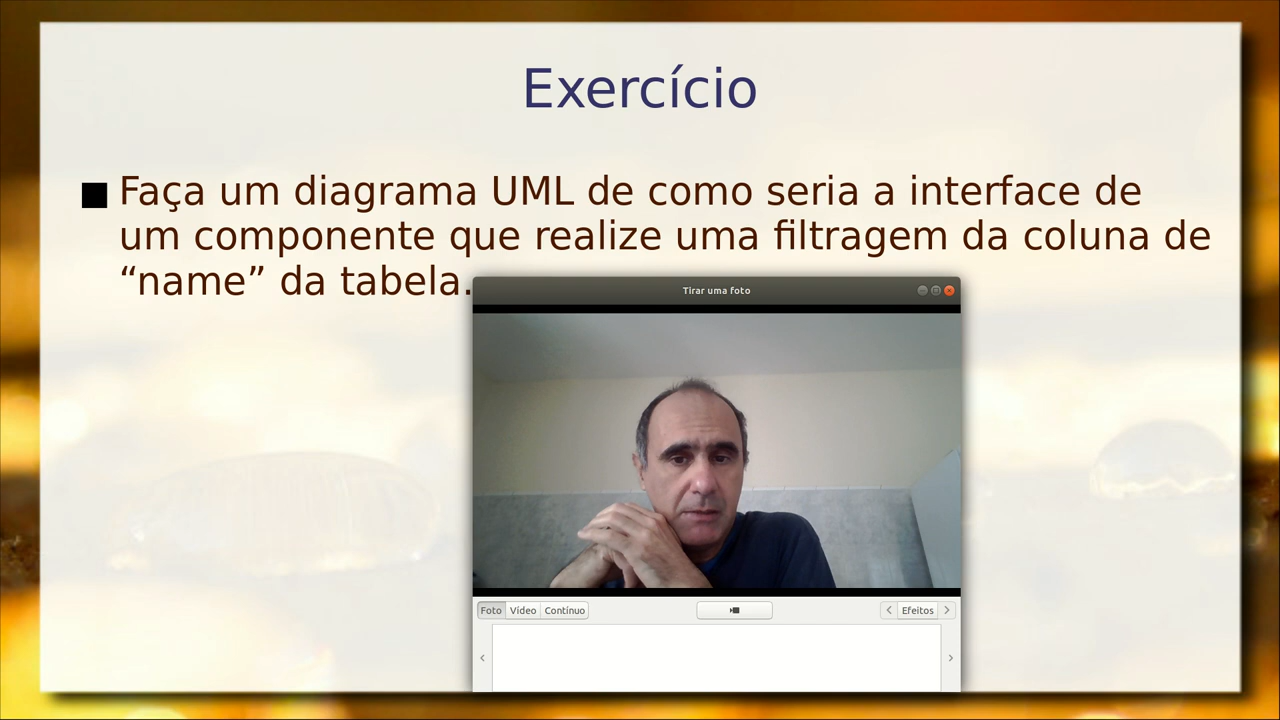 Exercício
Faça um diagrama UML de como seria a interface de
um componente que realize uma filtragem da coluna de
“name” da tabela.
Tirar uma foto
Foto Vídeo Contínuo Efeitos